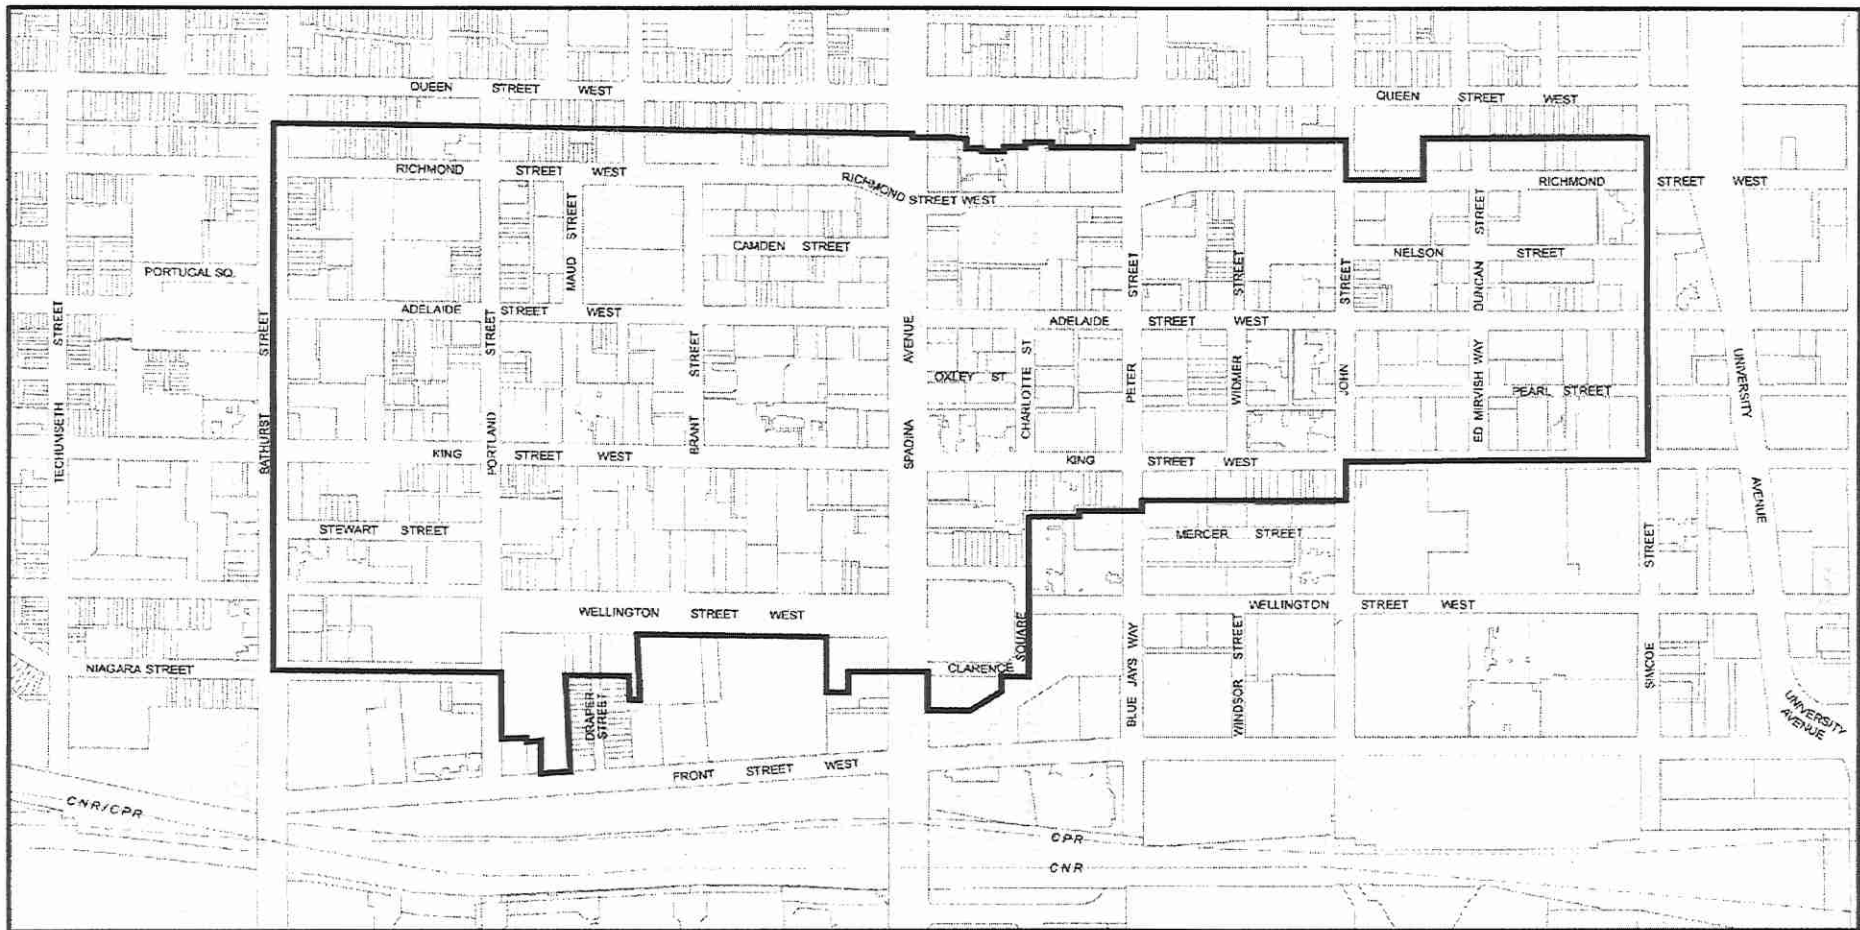 QUEEN STREET WEST
QUEEN STREET WEST
RICHMOND STREET WEST
RICHMOND STREET WEST
RICHMOND STREET WEST
MAUD STREET
CAMDEN STREET
NELSON STREET
PORTUGAL SQ.
TECHUMSETH STREET
BATHURST STREET
ADELAIDE STREET WEST
ADELAIDE STREET WEST
PORTLAND STREET
BRANT STREET
SPADINA AVENUE
OXLEY ST
CHARLOTTE ST
PETER STREET
WIDMER STREET
JOHN STREET
DUNCAN STREET
ED MIRVISH WAY
PEARL STREET
UNIVERSITY AVENUE
KING STREET WEST
KING STREET WEST
STEWART STREET
MERCER STREET
WELLINGTON STREET WEST
WELLINGTON STREET WEST
SIMCOE STREET
NIAGARA STREET
DRAPER STREET
CLARENCE SQUARE
BLUE JAYS WAY
WINDSOR STREET
UNIVERSITY AVENUE
FRONT STREET WEST
CNR/CPR
CPR
CNR